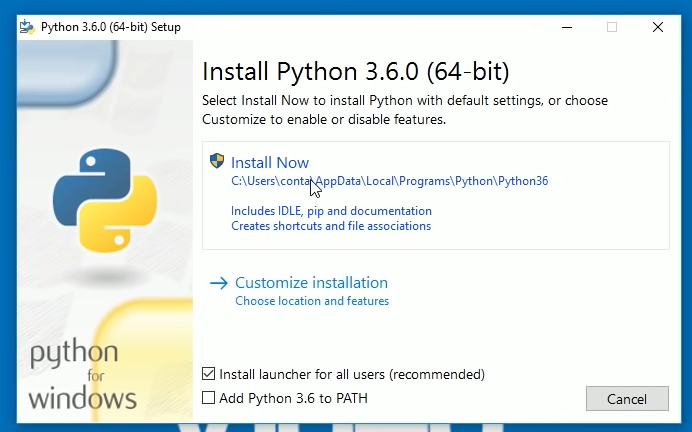 Python 3.6.0 (64-bit) Setup
Install Python 3.6.0 (64-bit)
Select Install Now to install Python with default settings, or choose
Customize to enable or disable features.
Install Now
C:\Users\conta\AppData\Local\Programs\Python\Python36
Includes IDLE, pip and documentation
Creates shortcuts and file associations
Customize installation
Choose location and features
python
for
windows
Install launcher for all users (recommended)
Add Python 3.6 to PATH
Cancel